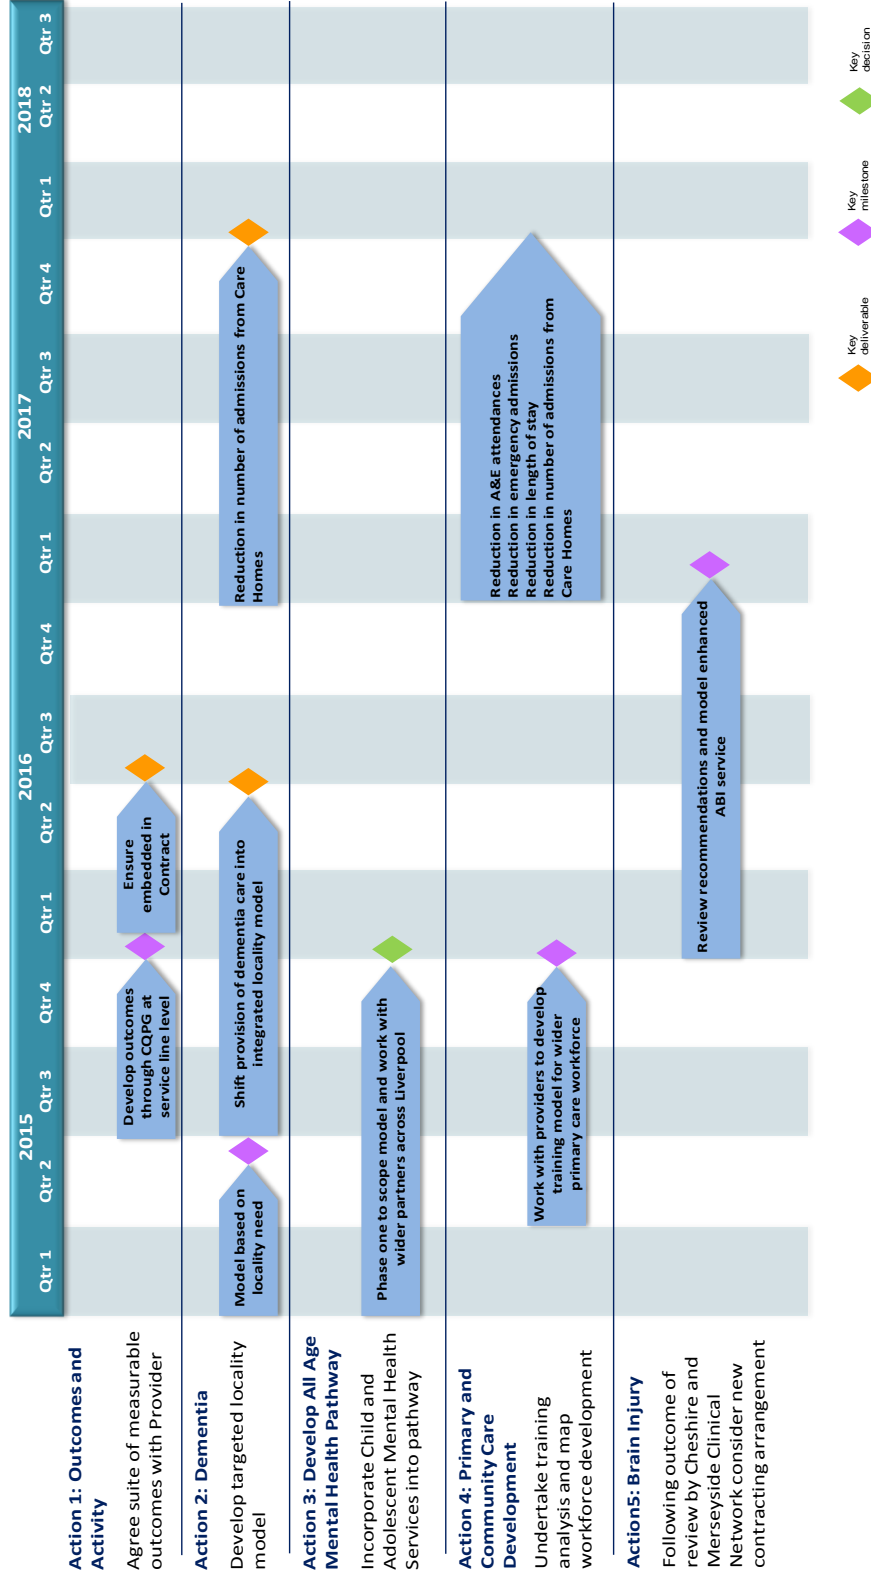 2015
2016
2017
2018
Qtr 1
Qtr 2
Qtr 3
Qtr 4
Qtr 1
Qtr 2
Qtr 3
Qtr 4
Qtr 1
Qtr 2
Qtr 3
Qtr 4
Qtr 1
Qtr 2
Qtr 3
Action 1: Outcomes and
Activity
Agree suite of measurable
outcomes with Provider
Develop outcomes
through CQPG at
service line level
Ensure
embedded in
Contract
Action 2: Dementia
Develop targeted locality
model
Model based on
locality need
Shift provision of dementia care into
integrated locality model
Reduction in number of admissions from Care
Homes
Action 3: Develop All Age
Mental Health Pathway
Incorporate Child and
Adolescent Mental Health
Services into pathway
Phase one to scope model and work with
wider partners across Liverpool
Action 4: Primary and
Community Care
Development
Undertake training
analysis and map
workforce development
Work with providers to develop
training model for wider
primary care workforce
Reduction in A&E attendances
Reduction in emergency admissions
Reduction in length of stay
Reduction in number of admissions from
Care Homes
Action5: Brain Injury
Following outcome of
review by Cheshire and
Merseyside Clinical
Network consider new
contracting arrangement
Review recommendations and model enhanced
ABI service
Key
deliverable
Key
milestone
Key
decision